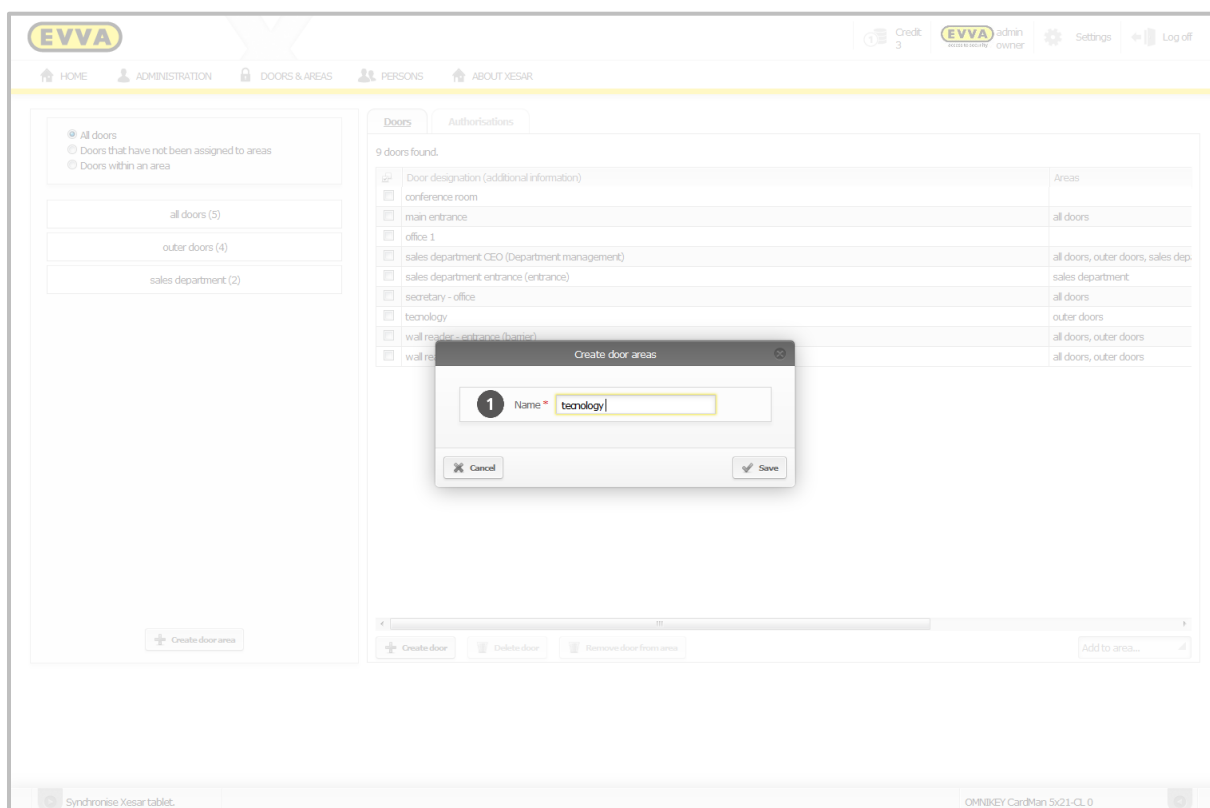 EVVA
Credit
3
EVVA
access to security
admin
owner
Settings
Log off
HOME
ADMINISTRATION
DOORS & AREAS
PERSONS
ABOUT XESAR
All doors
Doors that have not been assigned to areas
Doors within an area
all doors (5)
outer doors (4)
sales department (2)
Create door area
Doors
Authorisations
9 doors found.
Door designation (additional information) Areas
conference room
main entrance all doors
office 1
sales department CEO (Department management) all doors, outer doors, sales depa
sales department entrance (entrance) sales department
secretary - office all doors
tecnology outer doors
wall reader - entrance (barrier) all doors, outer doors
wall rea all doors, outer doors
Create door areas
1 Name * tecnology
Cancel
Save
Create door
Delete door
Remove door from area
Add to area...
Synchronise Xesar tablet.
OMNIKEY CardMan 5x21-CL 0